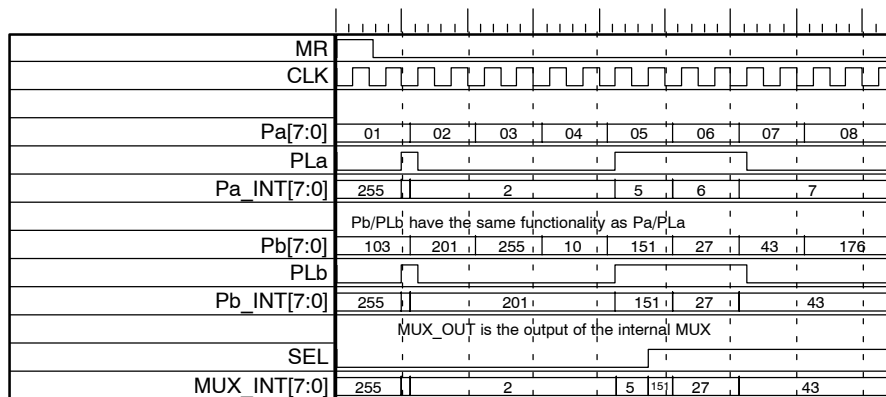 MR
CLK
Pa[7:0] 01 02 03 04 05 06 07 08
PLa
Pa_INT[7:0] 255 2 5 6 7
Pb/PLb have the same functionality as Pa/PLa
Pb[7:0] 103 201 255 10 151 27 43 176
PLb
Pb_INT[7:0] 255 201 151 27 43
MUX_OUT is the output of the internal MUX
SEL
MUX_INT[7:0] 255 2 5 151 27 43